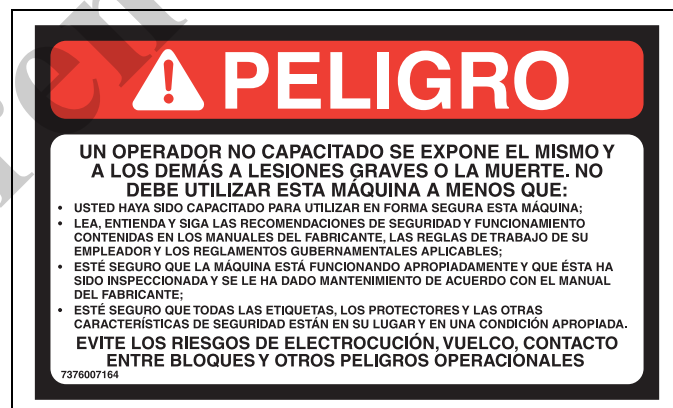 PELIGRO
UN OPERADOR NO CAPACITADO SE EXPONE EL MISMO Y
A LOS DEMÁS A LESIONES GRAVES O LA MUERTE. NO
DEBE UTILIZAR ESTA MÁQUINA A MENOS QUE:
• USTED HAYA SIDO CAPACITADO PARA UTILIZAR EN FORMA SEGURA ESTA MÁQUINA;
• LEA, ENTIENDA Y SIGA LAS RECOMENDACIONES DE SEGURIDAD Y FUNCIONAMIENTO
CONTENIDAS EN LOS MANUALES DEL FABRICANTE, LAS REGLAS DE TRABAJO DE SU
EMPLEADOR Y LOS REGLAMENTOS GUBERNAMENTALES APLICABLES;
• ESTÉ SEGURO QUE LA MÁQUINA ESTÁ FUNCIONANDO APROPIADAMENTE Y QUE ÉSTA HA
SIDO INSPECCIONADA Y SE LE HA DADO MANTENIMIENTO DE ACUERDO CON EL MANUAL
DEL FABRICANTE;
• ESTÉ SEGURO QUE TODAS LAS ETIQUETAS, LOS PROTECTORES Y LAS OTRAS
CARACTERÍSTICAS DE SEGURIDAD ESTÁN EN SU LUGAR Y EN UNA CONDICIÓN APROPIADA.
EVITE LOS RIESGOS DE ELECTROCUCIÓN, VUELCO, CONTACTO
ENTRE BLOQUES Y OTROS PELIGROS OPERACIONALES
7376007164